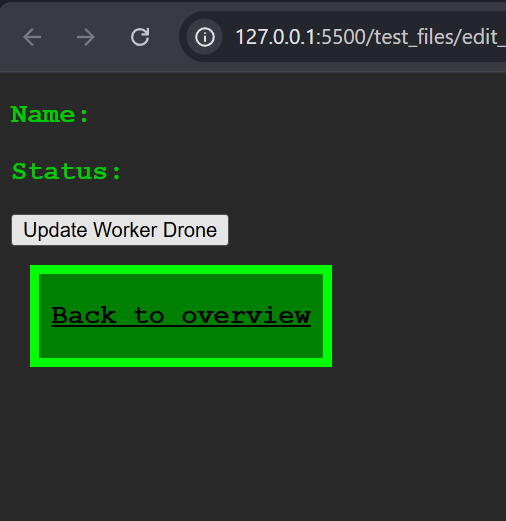 127.0.0.1:5500/test_files/edit_
Name:
Status:
Update Worker Drone
Back to overview